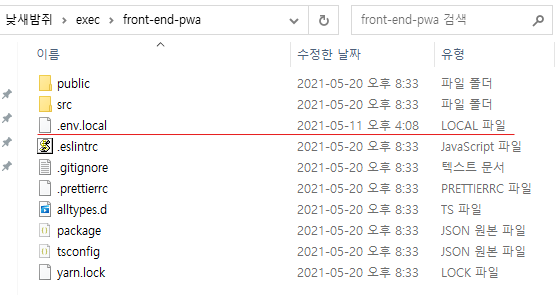 낮새밤쥐 exec front-end-pwa front-end-pwa 검색
이름 수정한 날짜 유형
public 2021-05-20 오후 8:33 파일 폴더
src 2021-05-20 오후 8:33 파일 폴더
.env.local 2021-05-11 오후 4:08 LOCAL 파일
.eslintrc 2021-05-20 오후 8:33 JavaScript 파일
.gitignore 2021-05-20 오후 8:33 텍스트 문서
.prettierrc 2021-05-20 오후 8:33 PRETTIERRC 파일
alltypes.d 2021-05-20 오후 8:33 TS 파일
package 2021-05-20 오후 8:33 JSON 원본 파일
tsconfig 2021-05-20 오후 8:33 JSON 원본 파일
yarn.lock 2021-05-20 오후 8:33 LOCK 파일